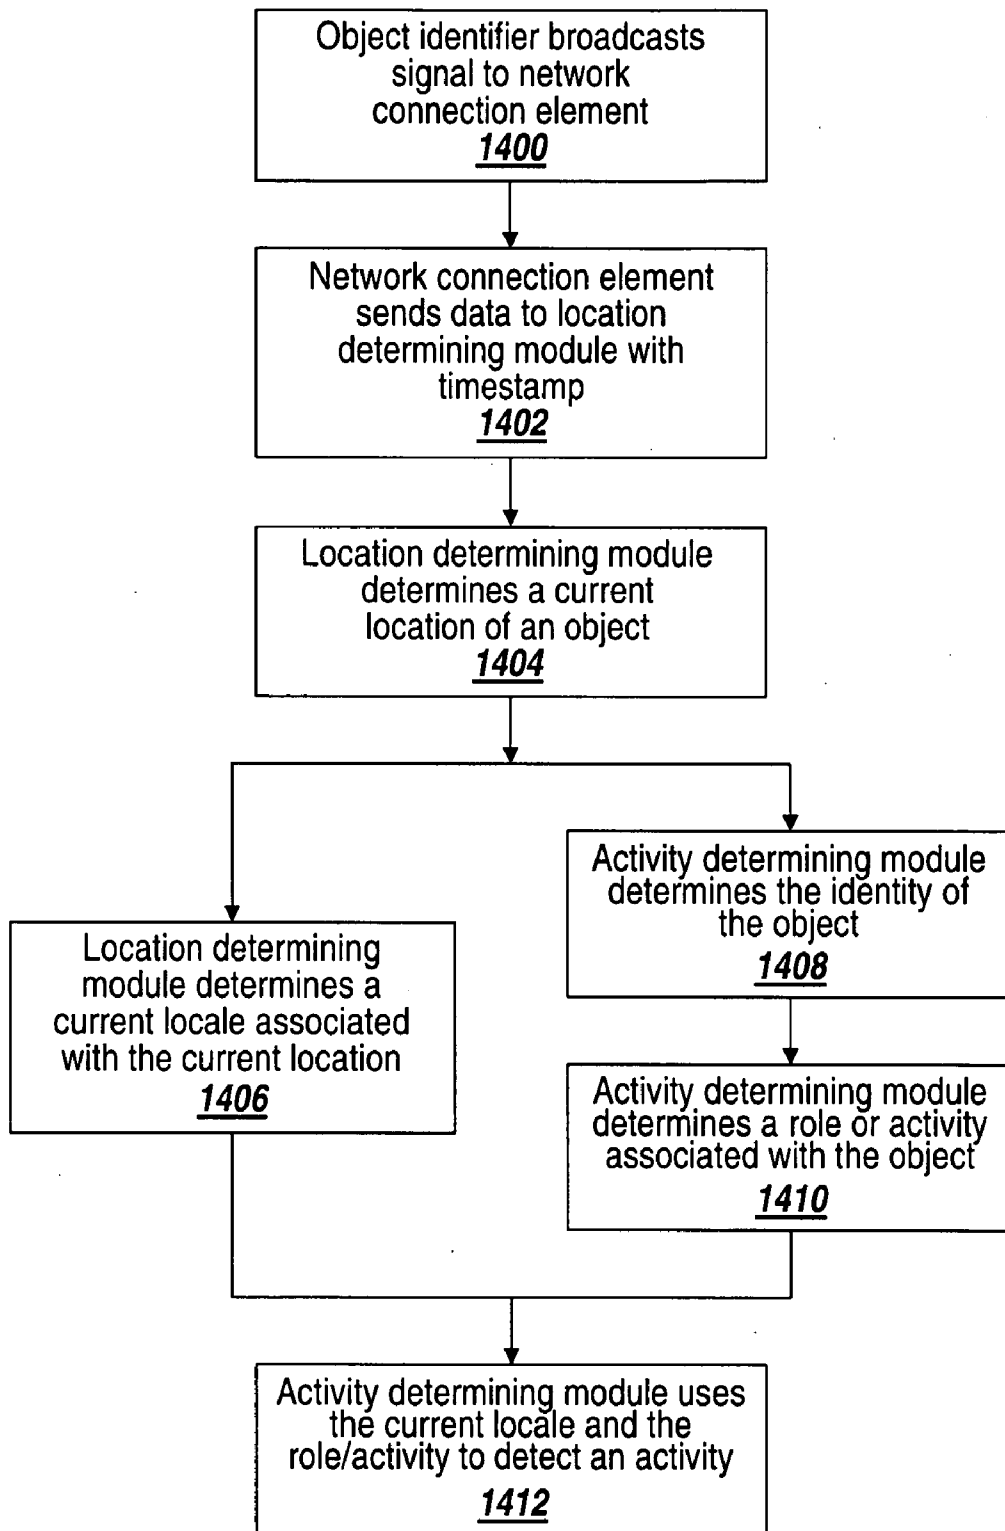 Object identifier broadcasts
signal to network
connection element
1400
Network connection element
sends data to location
determining module with
timestamp
1402
Location determining module
determines a current
location of an object
1404
Location determining
module determines a
current locale associated
with the current location
1406
Activity determining module
determines the identity of
the object
1408
Activity determining module
determines a role or activity
associated with the object
1410
Activity determining module uses
the current locale and the
role/activity to detect an activity
1412